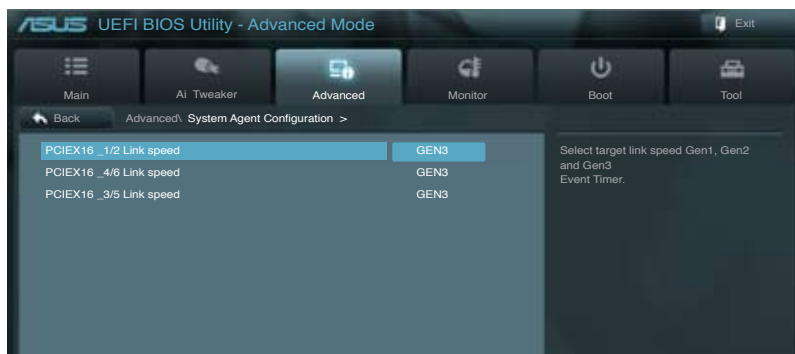 ASUS UEFI BIOS Utility - Advanced Mode
Exit
Main
Ai Tweaker
Advanced
Monitor
Boot
Tool
Back
Advanced\ System Agent Configuration >
PCIEX16 _1/2 Link speed GEN3
PCIEX16 _4/6 Link speed GEN3
PCIEX16 _3/5 Link speed GEN3
Select target link speed Gen1, Gen2
and Gen3
Event Timer.